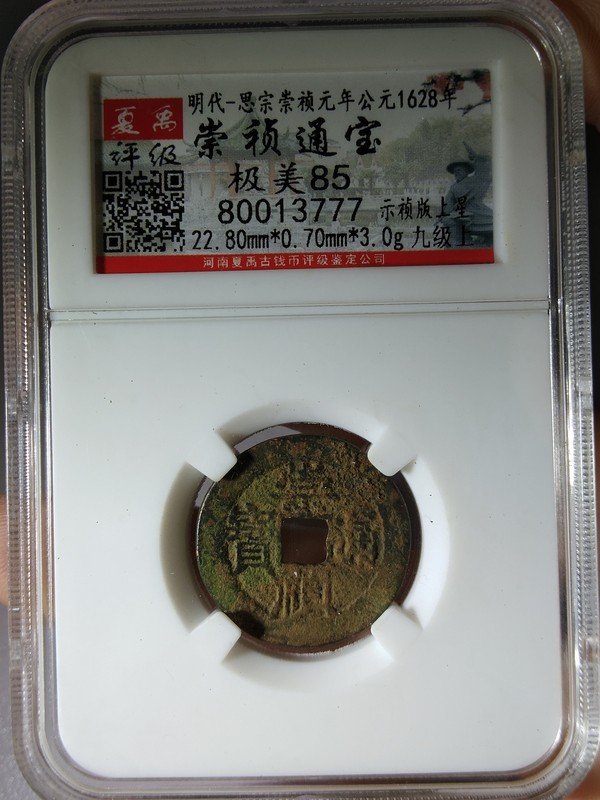 明代-思宗崇祯元年公元1628年
夏禹
评级
崇祯通宝
极美85
80013777 示祯版上星
22.80mm*0.70mm*3.0g 九级上
河南夏禹古钱币评级鉴定公司
崇
寶 通
禎